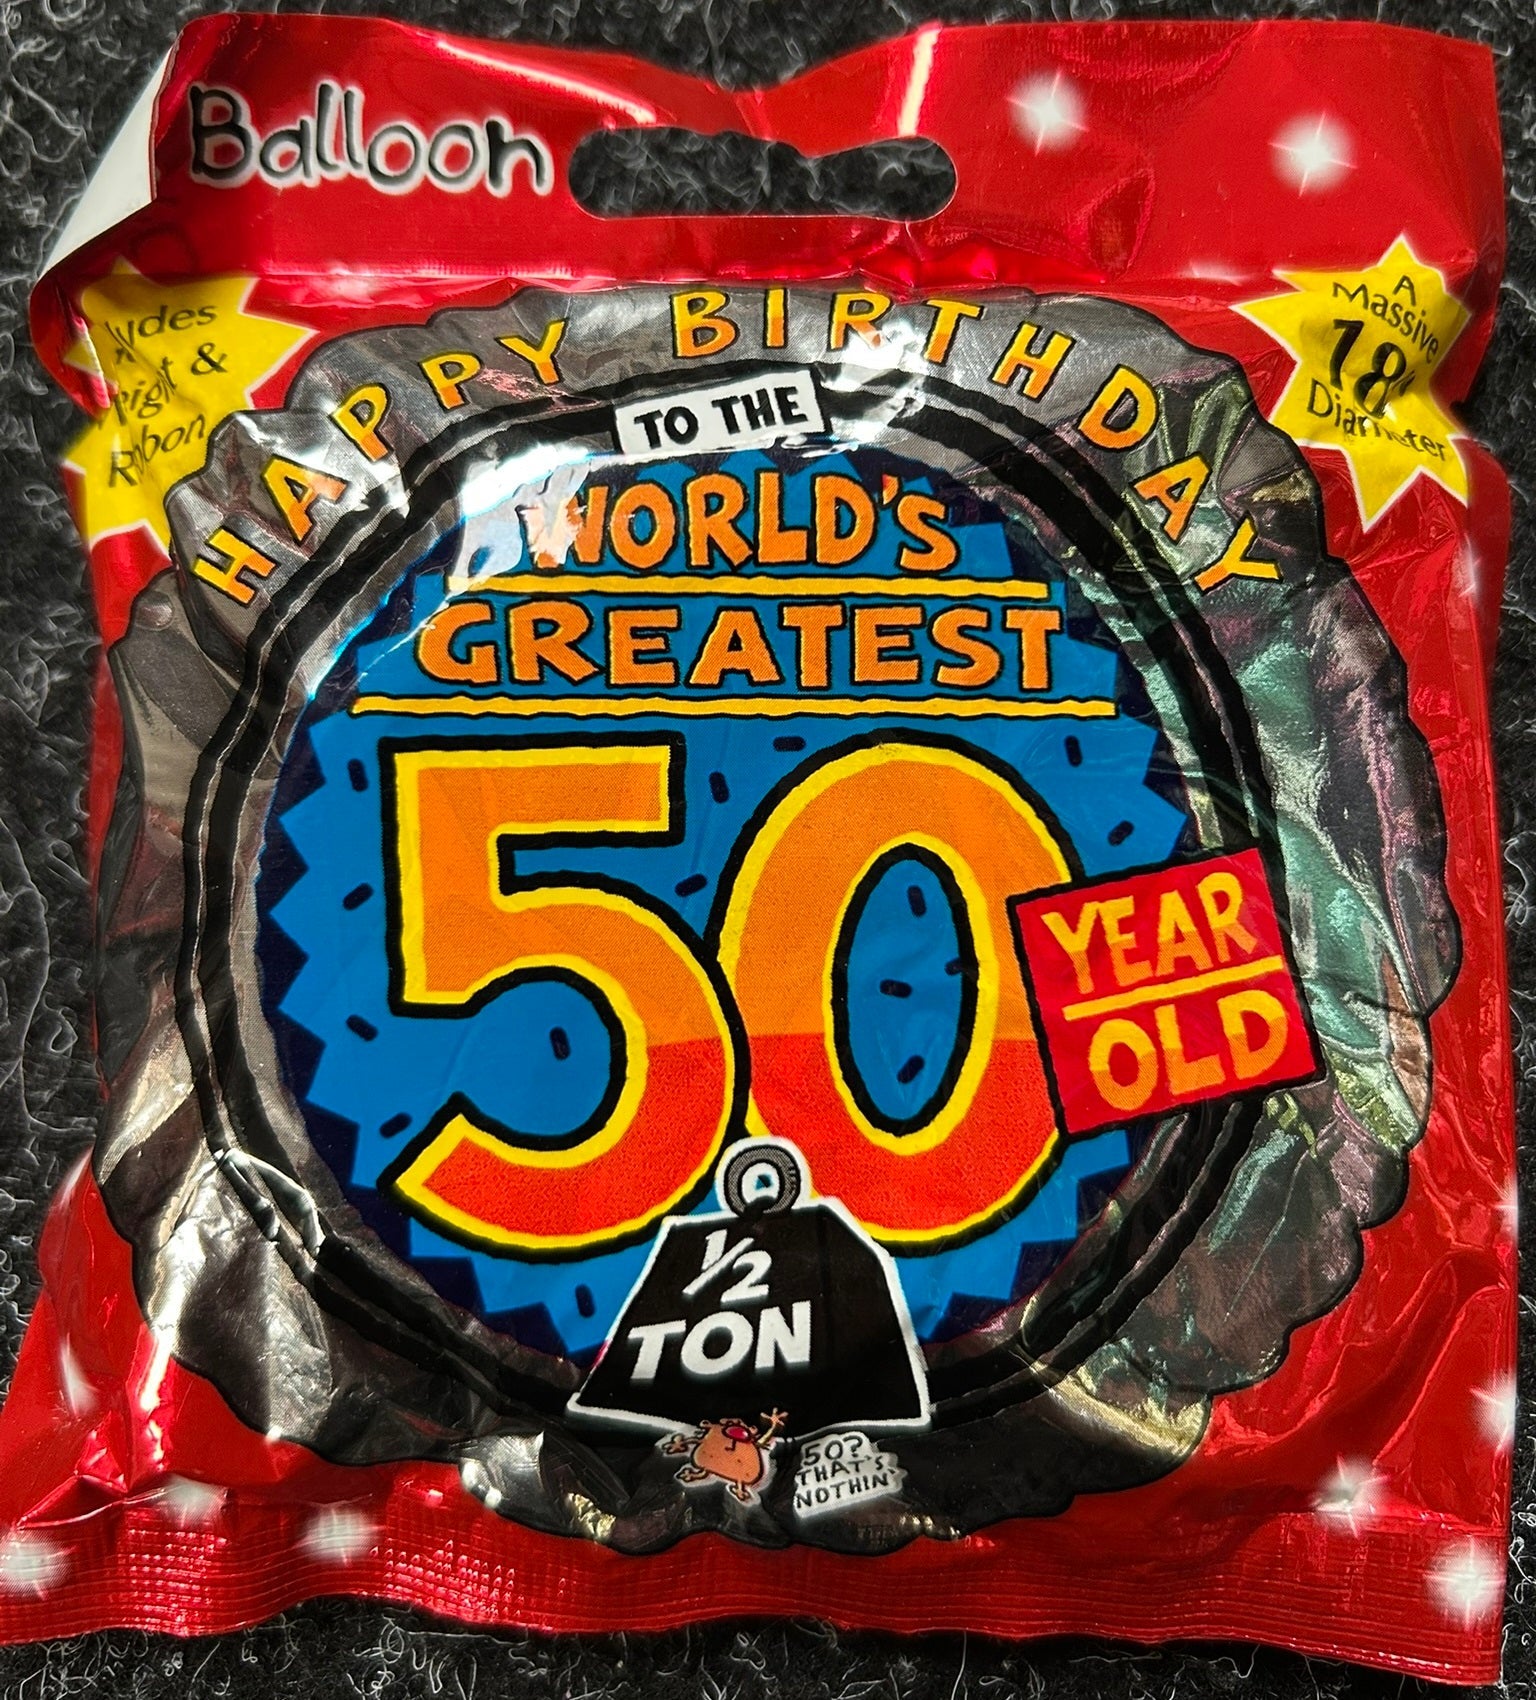 Balloon
&
Ribbon
A
Massive
18"
Diameter
HAPPY BIRTHDAY
TO THE
WORLD'S
GREATEST
50
YEAR
OLD
1/2
TON
50?
THAT'S
NOTHIN'